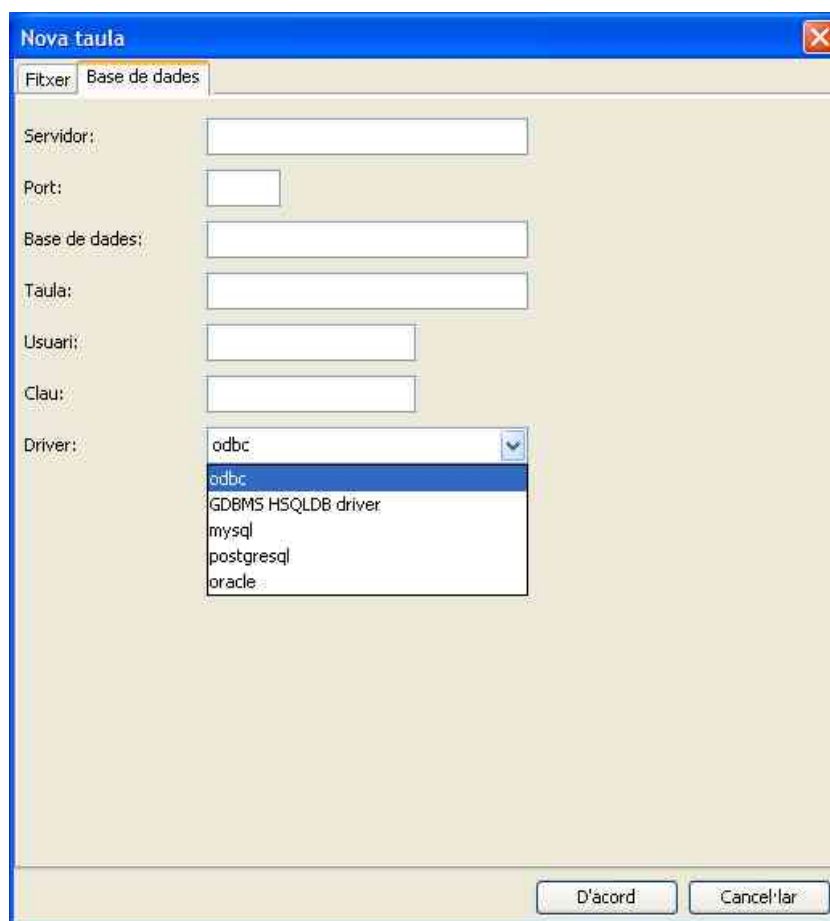 Nova taula
Fitxer Base de dades
Servidor:
Port:
Base de dades:
Taula:
Usuari:
Clau:
Driver: odbc
odbc
GDBMS HSQLDB driver
mysql
postgresql
oracle
D'acord Cancel·lar